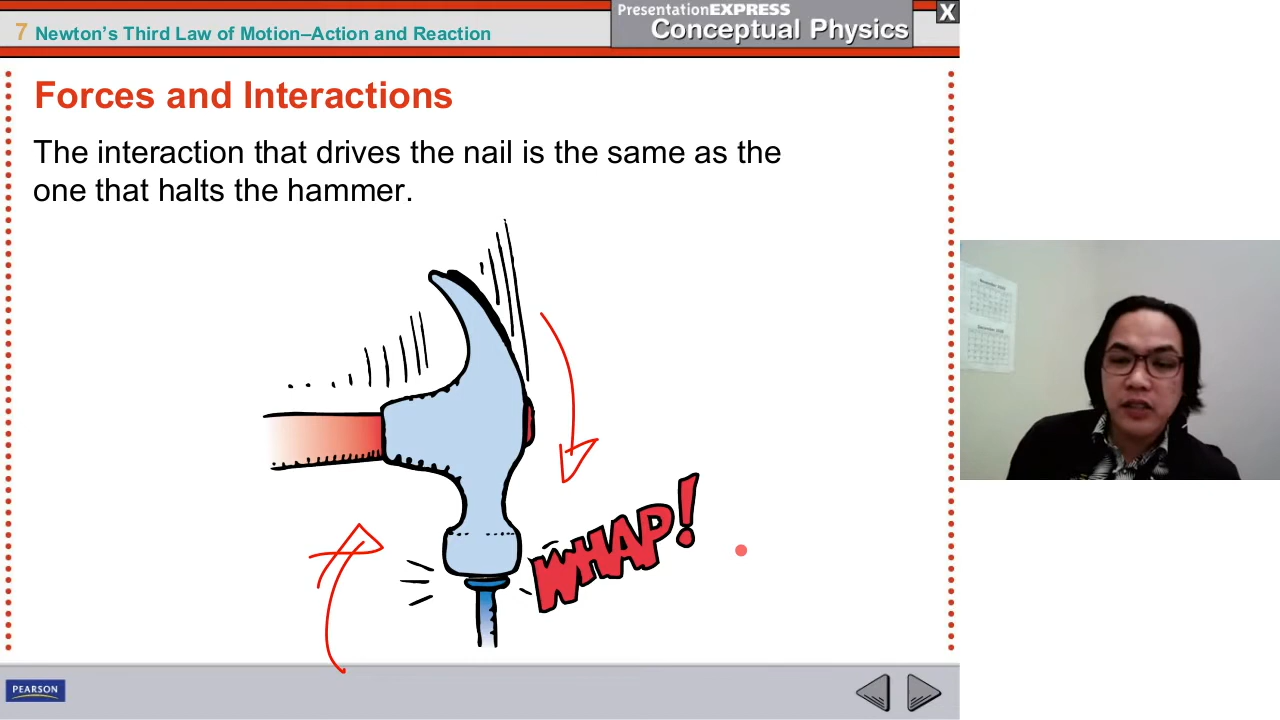 PresentationEXPRESS
X
7 Newton's Third Law of Motion–Action and Reaction
Conceptual Physics
Forces and Interactions
The interaction that drives the nail is the same as the
one that halts the hammer.
WHAP!
PEARSON